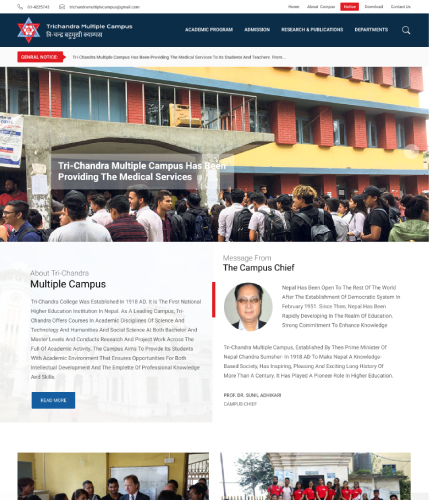 01-4225743 trichandramultiplecampus@gmail.com Home About Campus Notice Download Contact Us
Trichandra Multiple Campus
त्रि-चन्द्र बहुमुखी क्याम्पस
ACADEMIC PROGRAM ADMISSION RESEARCH & PUBLICATIONS DEPARTMENTS
GENRAL NOTICE: Tri-Chandra Multiple Campus Has Been Providing The Medical Services To Its Students And Teachers From...
Tri-Chandra Multiple Campus Has Been
Providing The Medical Services
About Tri-Chandra
Multiple Campus
Tri-Chandra College Was Established In 1918 AD. It Is The First National
Higher Education Institution In Nepal. As A Leading Campus, Tri-
Chandra Offers Courses In Academic Disciplines Of Science And
Technology And Humanities And Social Science At Both Bachelor And
Master Levels And Conducts Research And Project Work Across The
Full Of Academic Activity. The Campus Aims To Provide Its Students
With Academic Environment That Ensures Opportunities For Both
Intellectual Development And The Empiette Of Professional Knowledge
And Skills.
READ MORE
Message From
The Campus Chief
Nepal Has Been Open To The Rest Of The World
After The Establishment Of Democratic System In
February 1951. Since Then, Nepal Has Been
Rapidly Developing In The Realm Of Education.
Strong Commitment To Enhance Knowledge
Tri-Chandra Multiple Campus, Established By Then Prime Minister Of
Nepal Chandra Sumsher- In 1918 AD To Make Nepal A Knowledge-
Based Society, Has Inspiring, Pleasing And Exciting Long History Of
More Than A Century. It Has Played A Pioneer Role In Higher Education.
PROF. DR. SUNIL ADHIKARI
CAMPUS CHIEF